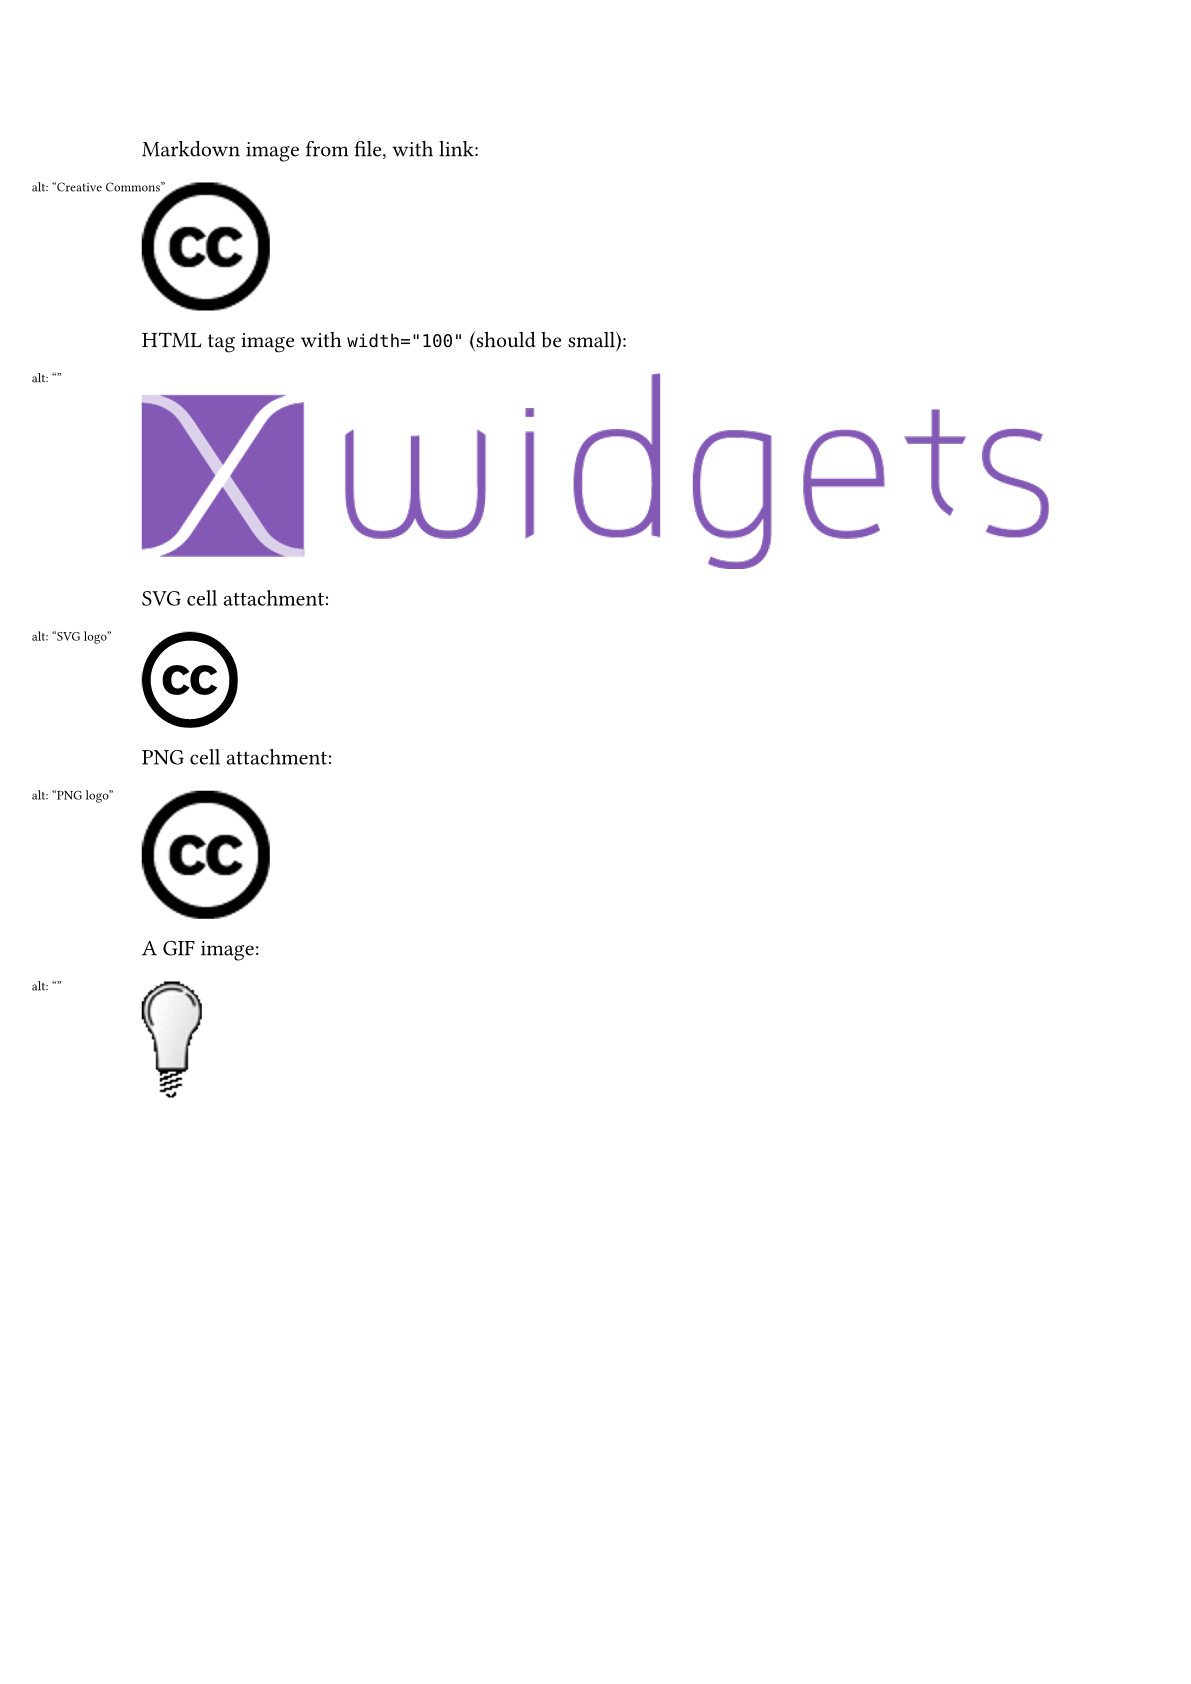 Markdown image from file, with link:
alt: “Creative Commons”
cc
HTML tag image with width="100" (should be small):
alt: “”
X widgets
SVG cell attachment:
alt: “SVG logo”
cc
PNG cell attachment:
alt: “PNG logo”
cc
A GIF image:
alt: “”